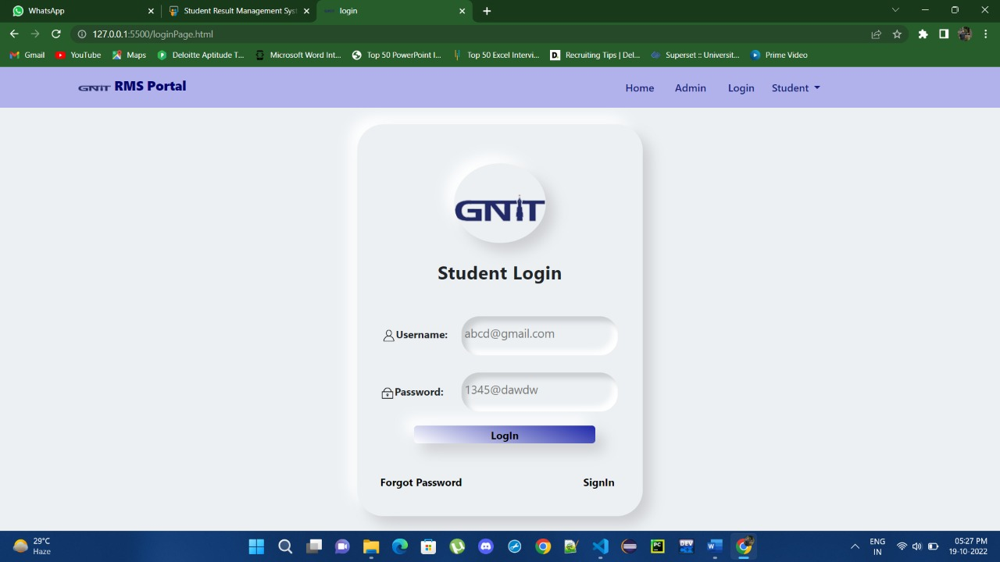 WhatsApp
Student Result Management Syst
login
127.0.0.1:5500/loginPage.html
Gmail
YouTube
Maps
Deloitte Aptitude T...
Microsoft Word Int...
Top 50 PowerPoint I...
Top 50 Excel Intervi...
D.
Recruiting Tips | Del...
Superset :: Universit...
Prime Video
GNIT RMS Portal
Home
Admin
Login
Student
GNIT
Student Login
Username:
abcd@gmail.com
Password:
1345@dawdw
LogIn
Forgot Password
SignIn
29°C
Haze
PC
DEV
W
ENG
IN
05:27 PM
19-10-2022